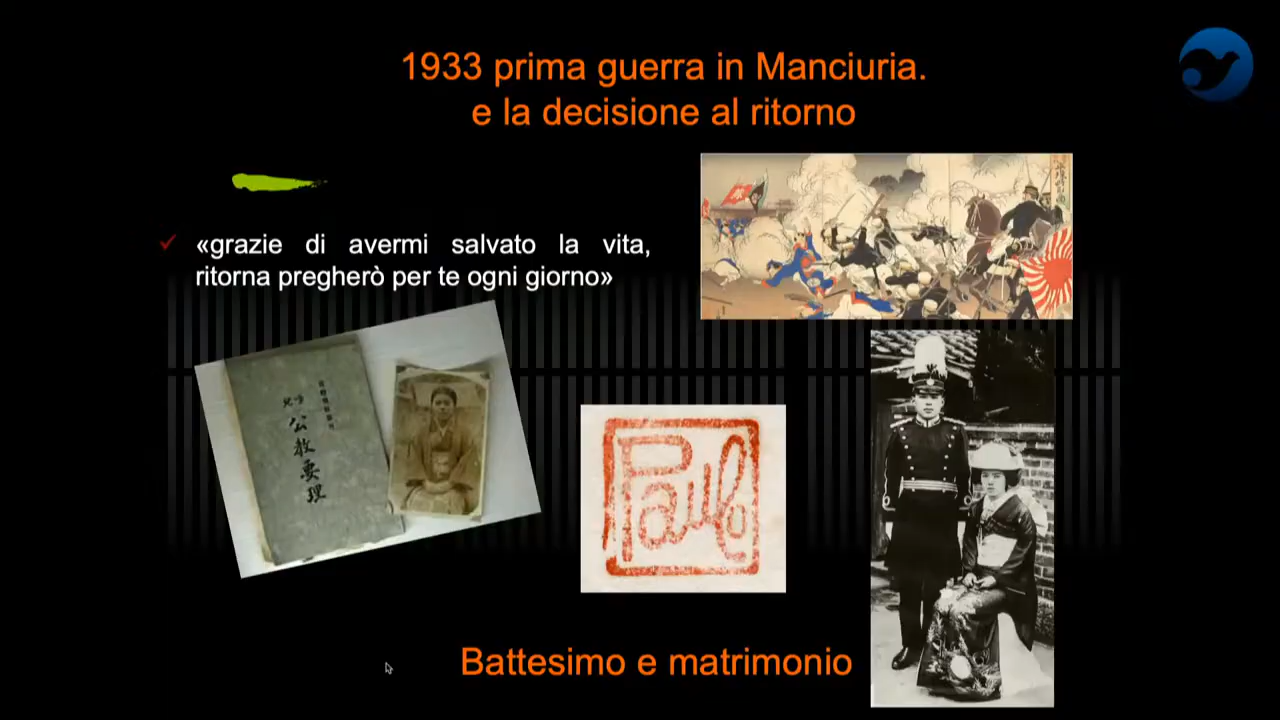 1933 prima guerra in Manciuria.
e la decisione al ritorno
«grazie di avermi salvato la vita,
ritorna pregherò per te ogni giorno»
公教要理
Paulo
Battesimo e matrimonio